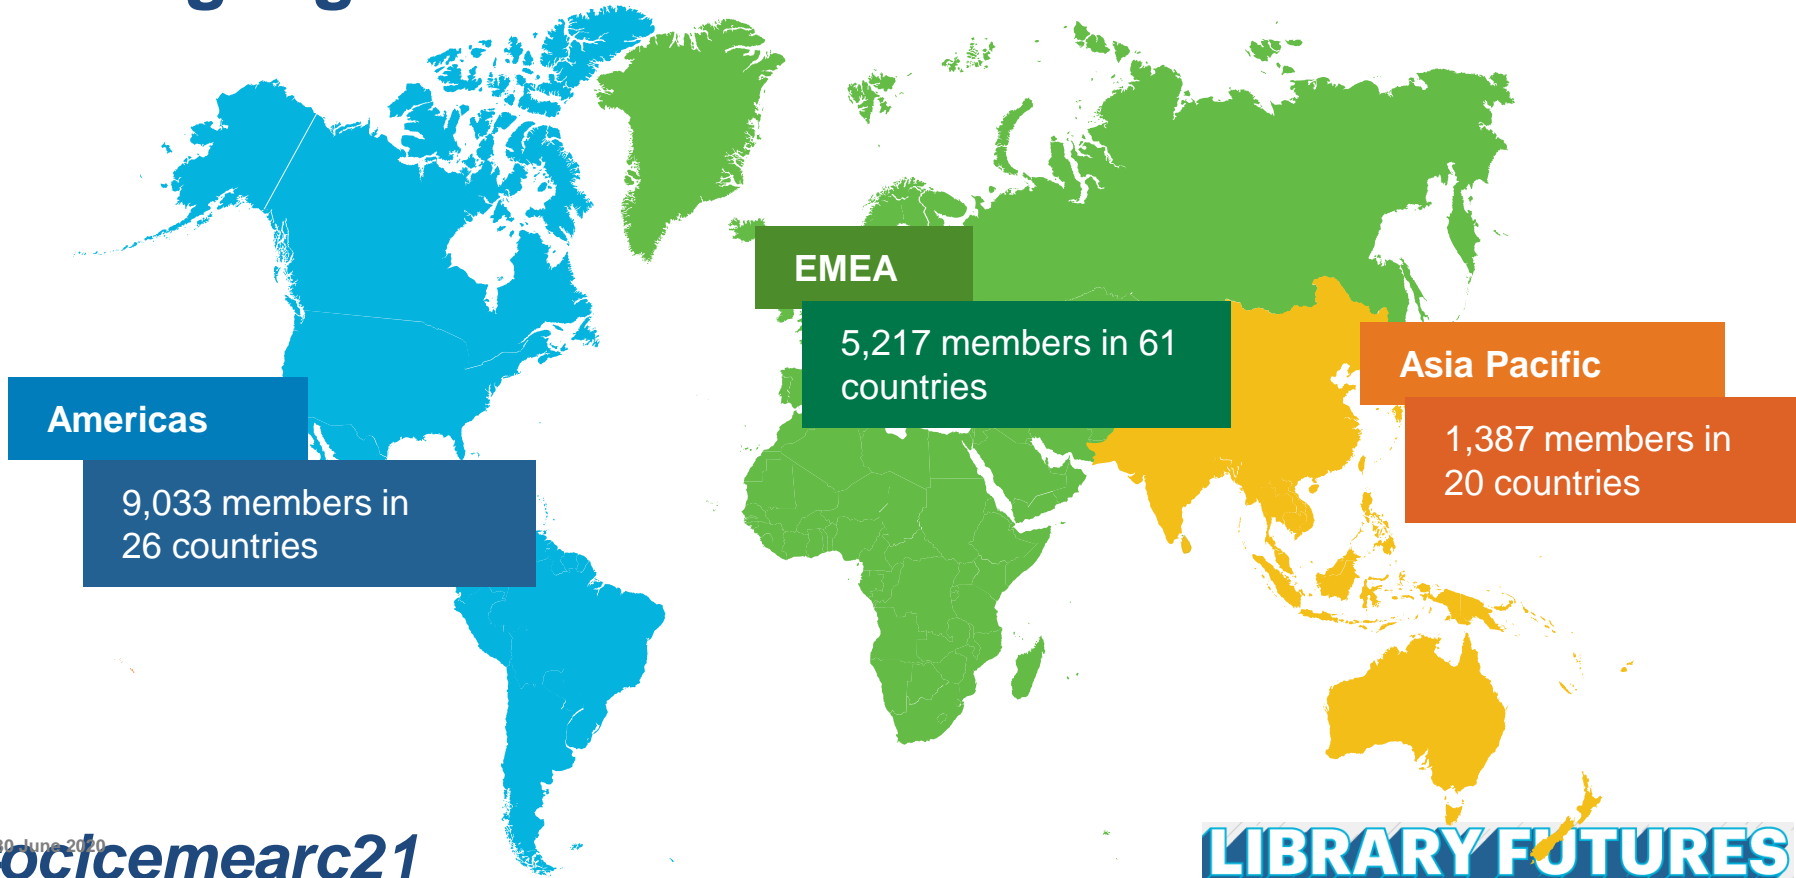 EMEA
5,217 members in 61
countries
Asia Pacific
1,387 members in
20 countries
Americas
9,033 members in
26 countries
30 June 2020
oclcemearc21
LIBRARY FUTURES